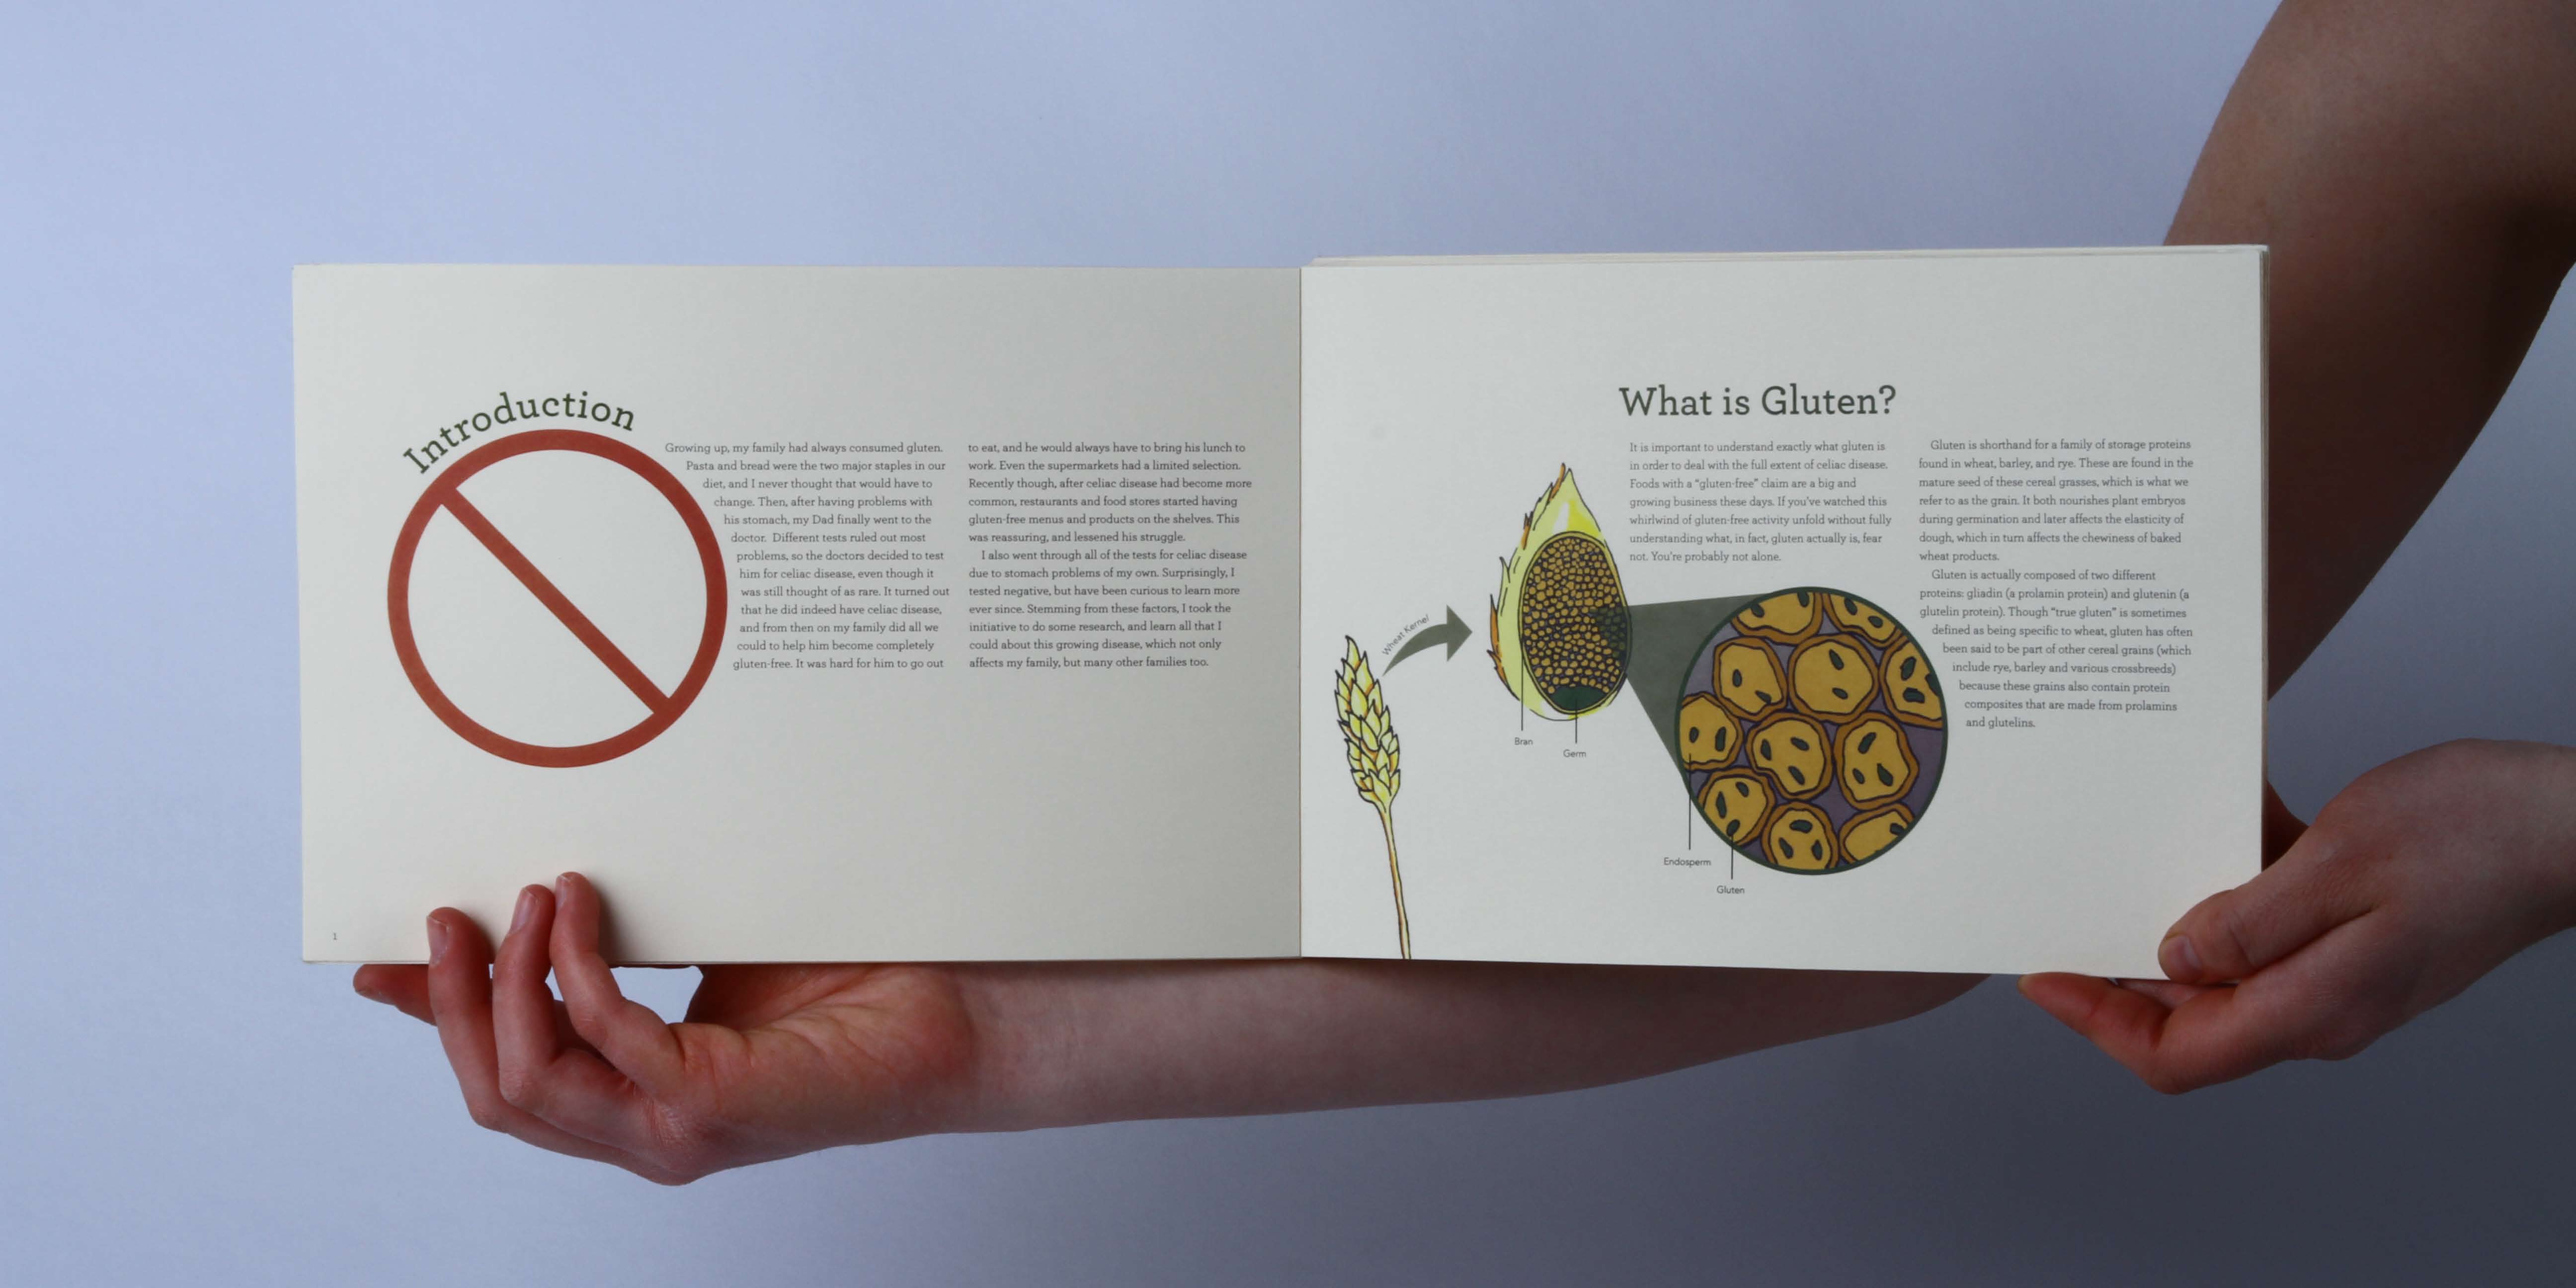 Introduction
Growing up, my family had always consumed gluten.
Pasta and bread were the two major staples in our
diet, and I never thought that would have to
change. Then, after having problems with
his stomach, my Dad finally went to the
doctor. Different tests ruled out most
problems, so the doctors decided to test
him for celiac disease, even though it
was still thought of as rare. It turned out
that he did indeed have celiac disease,
and from then on my family did all we
could to help him become completely
gluten-free. It was hard for him to go out
to eat, and he would always have to bring his lunch to
work. Even the supermarkets had a limited selection.
Recently though, after celiac disease had become more
common, restaurants and food stores started having
gluten-free menus and products on the shelves. This
was reassuring, and lessened his struggle.
I also went through all of the tests for celiac disease
due to stomach problems of my own. Surprisingly, I
tested negative, but have been curious to learn more
ever since. Stemming from these factors, I took the
initiative to do some research, and learn all that I
could about this growing disease, which not only
affects my family, but many other families too.
1
What is Gluten?
It is important to understand exactly what gluten is
in order to deal with the full extent of celiac disease.
Foods with a "gluten-free" claim are a big and
growing business these days. If you've watched this
whirlwind of gluten-free activity unfold without fully
understanding what, in fact, gluten actually is, fear
not. You're probably not alone.
Gluten is shorthand for a family of storage proteins
found in wheat, barley, and rye. These are found in the
mature seed of these cereal grasses, which is what we
refer to as the grain. It both nourishes plant embryos
during germination and later affects the elasticity of
dough, which in turn affects the chewiness of baked
wheat products.
Gluten is actually composed of two different
proteins: gliadin (a prolamin protein) and glutenin (a
glutelin protein). Though "true gluten" is sometimes
defined as being specific to wheat, gluten has often
been said to be part of other cereal grains (which
include rye, barley and various crossbreeds)
because these grains also contain protein
composites that are made from prolamins
and glutelins.
Wheat Kernel
Bran
Germ
Endosperm
Gluten